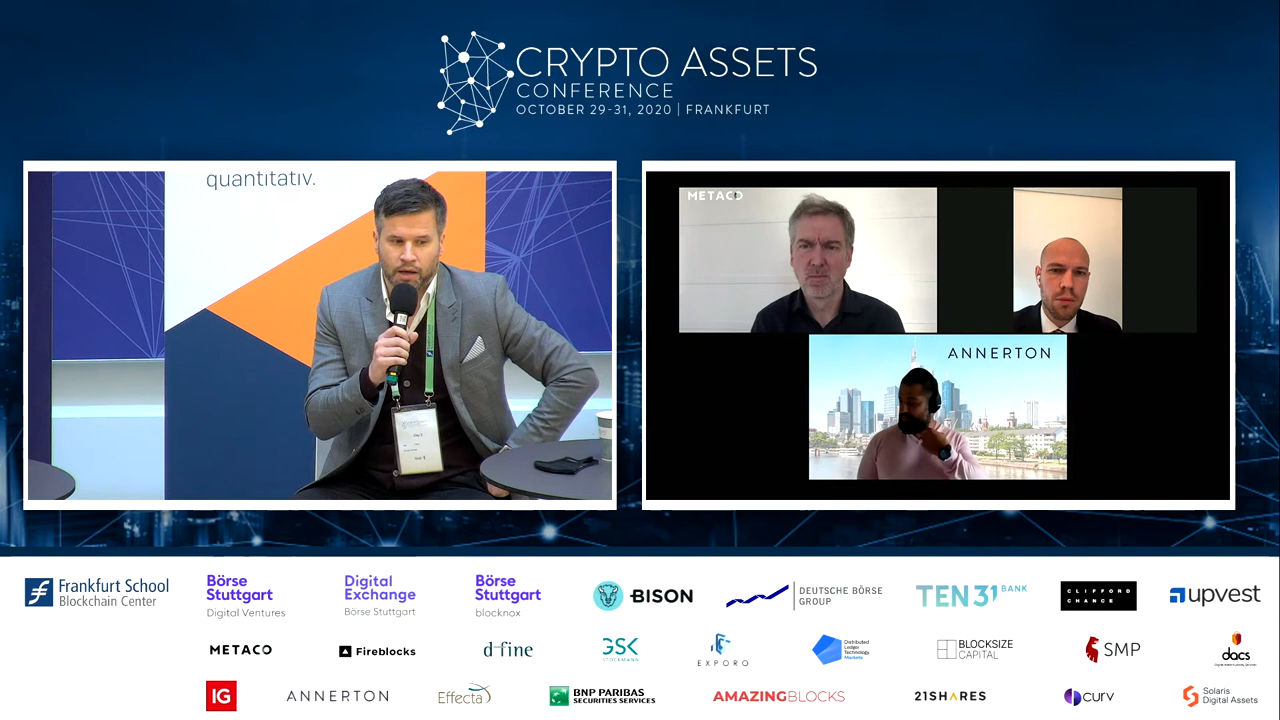 CRYPTO ASSETS
CONFERENCE
OCTOBER 29-31, 2020 | FRANKFURT
quantitativ.
METACO
ANNERTON
Frankfurt School
Blockchain Center
Börse
Stuttgart
Digital Ventures
Digital
Exchange
Börse Stuttgart
Börse
Stuttgart
blocknox
BISON
DEUTSCHE BÖRSE
GROUP
TEN31 BANK
CLIFFORD
CHANCE
upvest
METACO
Fireblocks
d-fine
GSK
STOCKMANN
EXPORO
Distributed
Ledger
Technology
Markets
BLOCKSIZE
CAPITAL
SMP
dacs
IG
ANNERTON
Effecta
BNP PARIBAS
SECURITIES SERVICES
AMAZINGBLOCKS
21SHARES
curv
Solaris
Digital Assets